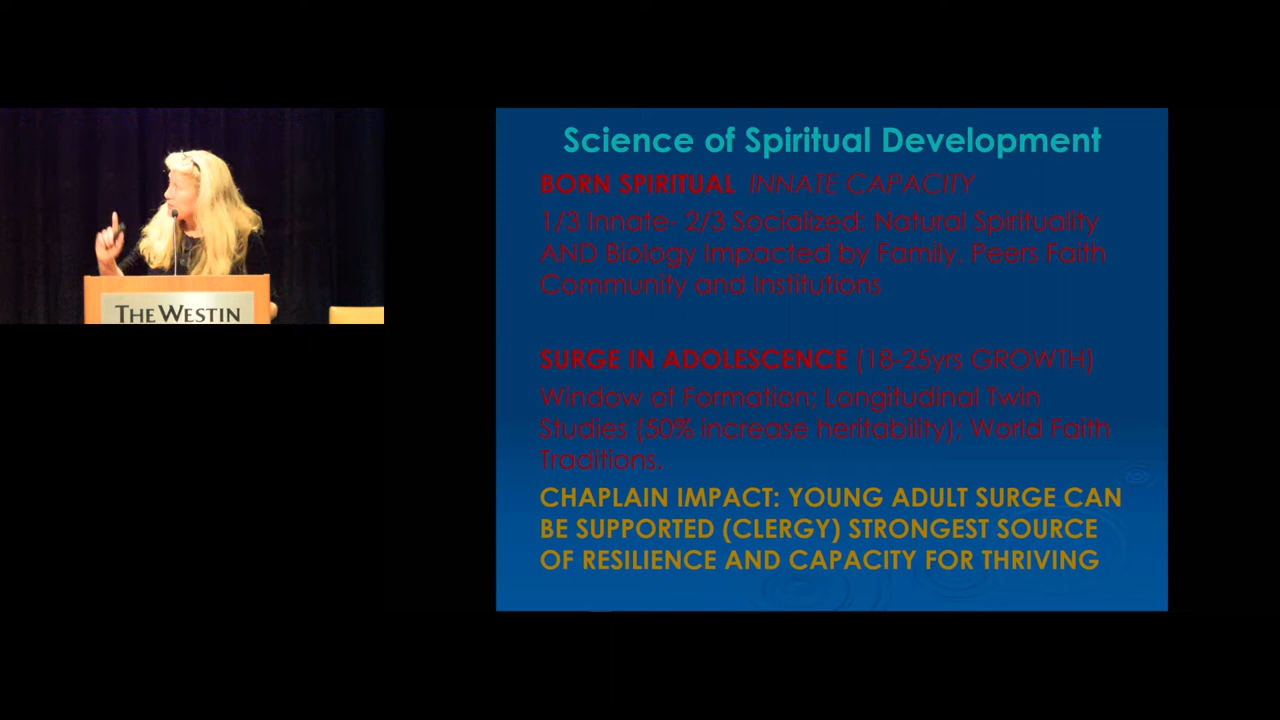 THE WESTIN
Science of Spiritual Development
BORN SPIRITUAL INNATE CAPACITY
1/3 Innate- 2/3 Socialized: Natural Spirituality
AND Biology Impacted by Family, Peers Faith
Community and Institutions
SURGE IN ADOLESCENCE (18-25yrs GROWTH)
Window of Formation; Longitudinal Twin
Studies (50% increase heritability); World Faith
Traditions.
CHAPLAIN IMPACT: YOUNG ADULT SURGE CAN
BE SUPPORTED (CLERGY) STRONGEST SOURCE
OF RESILIENCE AND CAPACITY FOR THRIVING